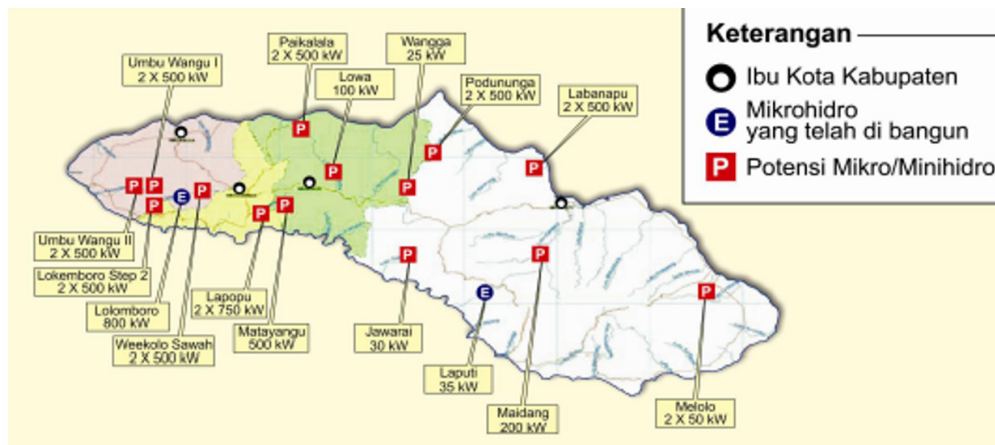 Keterangan
Ibu Kota Kabupaten
Mikrohidro
yang telah di bangun
Potensi Mikro/Minihidro
Umbu Wangu I
2 X 500 kW
Paikalala
2 X 500 kW
Lowa
100 kW
Wangga
25 kW
Podununga
2 X 500 kW
Labanapu
2 X 500 kW
P
P
P
P
P
P
P
P
E
P
P
P
P
P
E
P
Umbu Wangu II
2 X 500 kW
Lokemboro Step 2
2 X 500 kW
Lolomboro
800 kW
Weekolo Sawah
2 X 500 kW
Lapopu
2 X 750 kW
Matayangu
500 kW
Jawarai
30 kW
Laputi
35 kW
Maidang
200 kW
Melolo
2 X 50 kW
E
P